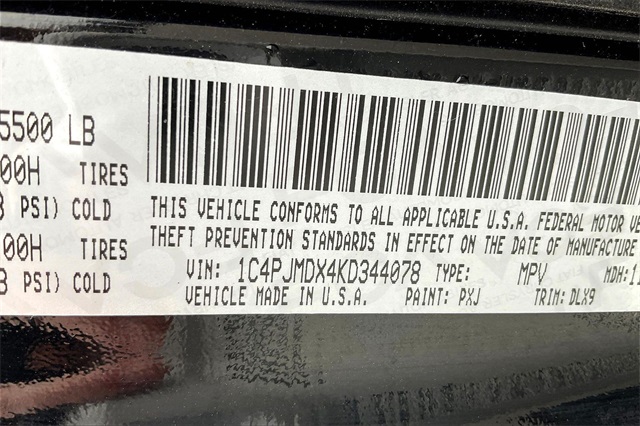 5500 LB
00H TIRES
PSI) COLD
00H TIRES
PSI) COLD
THIS VEHICLE CONFORMS TO ALL APPLICABLE U.S.A. FEDERAL MOTOR VE
THEFT PREVENTION STANDARDS IN EFFECT ON THE DATE OF MANUFACTURE
VIN: 1C4PJMDX4KD344078 TYPE: MPV MDH:
VEHICLE MADE IN U.S.A. PAINT: PXJ TRIM: DLX9